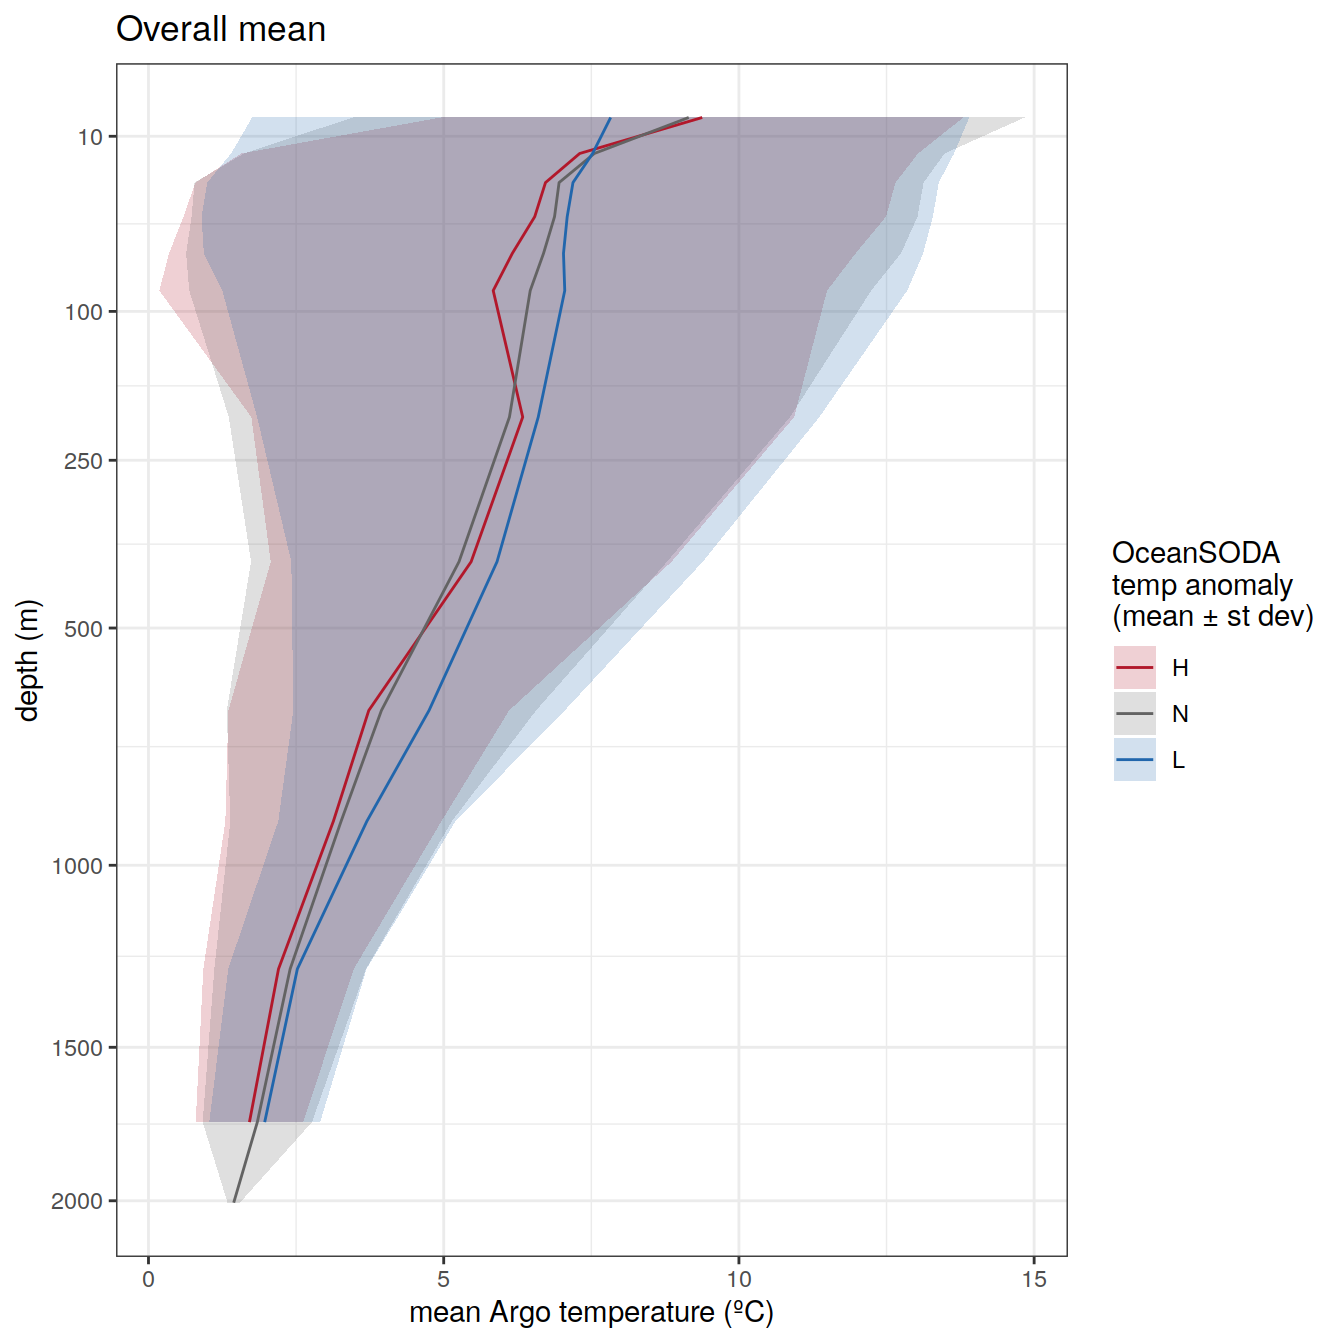 Overall mean
10
100
250
500
1000
1500
2000
depth (m)
0
5
10
15
mean Argo temperature (ºC)
OceanSODA
temp anomaly
(mean ± st dev)
H
N
L